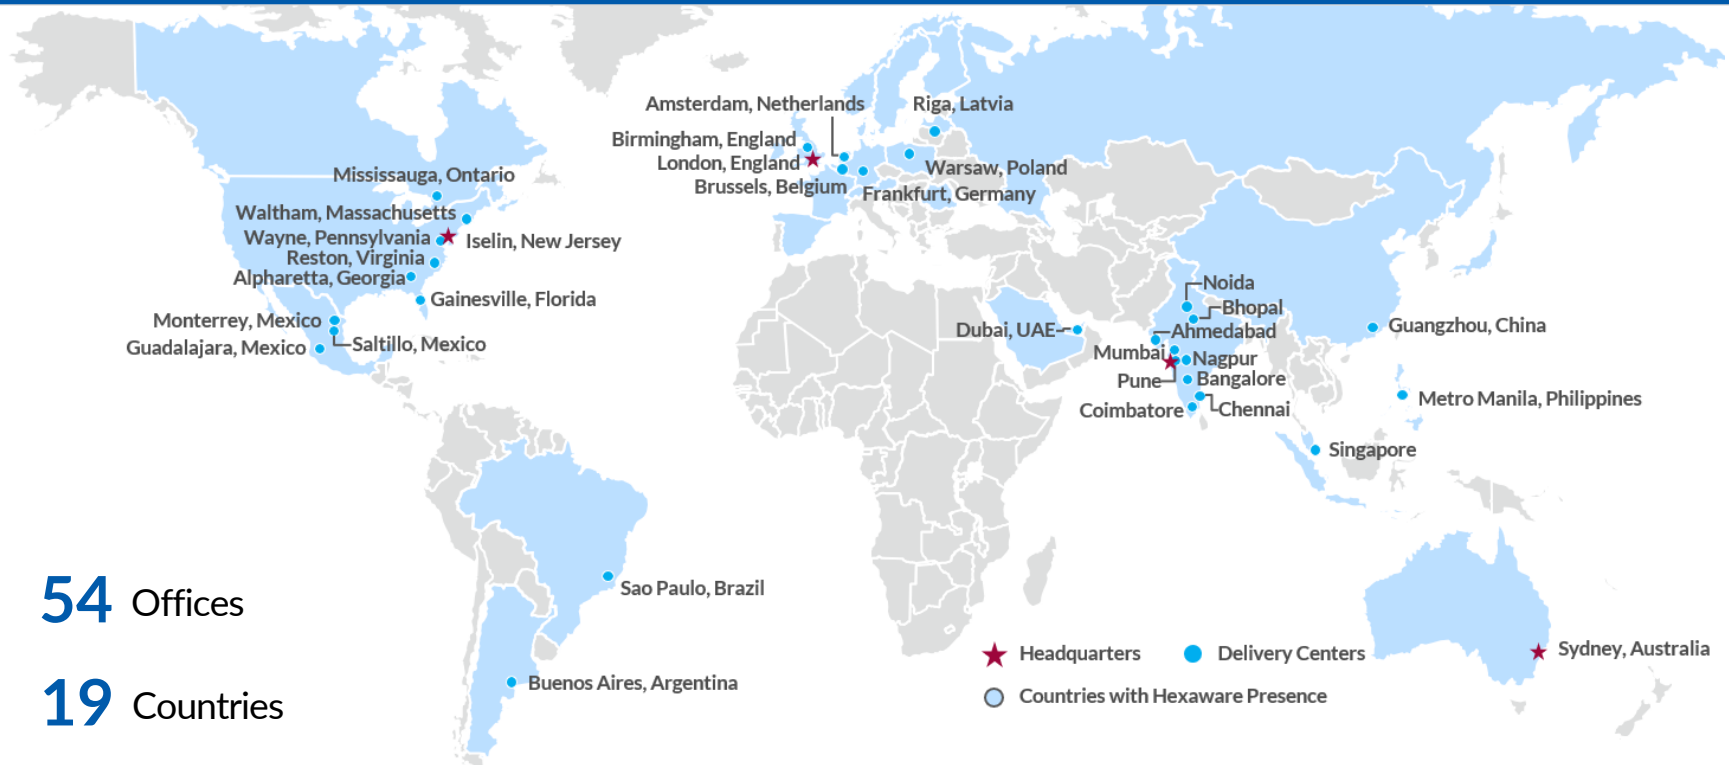 Amsterdam, Netherlands
Riga, Latvia
Birmingham, England
London, England
Warsaw, Poland
Brussels, Belgium
Frankfurt, Germany
Mississauga, Ontario
Waltham, Massachusetts
Wayne, Pennsylvania
Iselin, New Jersey
Reston, Virginia
Alpharetta, Georgia
Gainesville, Florida
Monterrey, Mexico
Guadalajara, Mexico
Saltillo, Mexico
Noida
Bhopal
Dubai, UAE
Ahmedabad
Guangzhou, China
Mumbai
Nagpur
Pune
Bangalore
Coimbatore
Chennai
Metro Manila, Philippines
Singapore
Sao Paulo, Brazil
Buenos Aires, Argentina
Sydney, Australia
54 Offices
19 Countries
Headquarters
Delivery Centers
Countries with Hexaware Presence